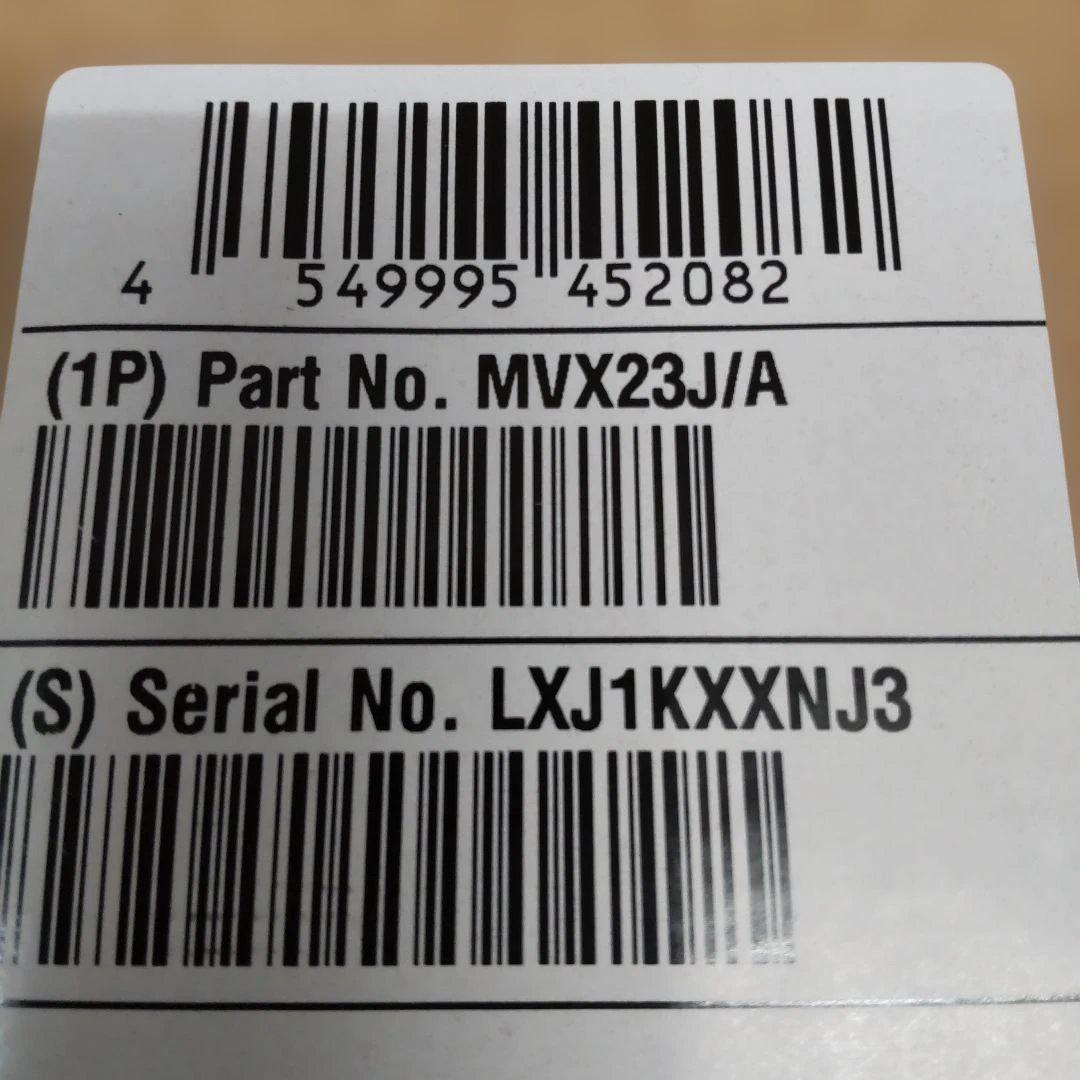 4 549995 452082
(1P) Part No. MVX23J/A
(S) Serial No. LXJ1KXXNJ3